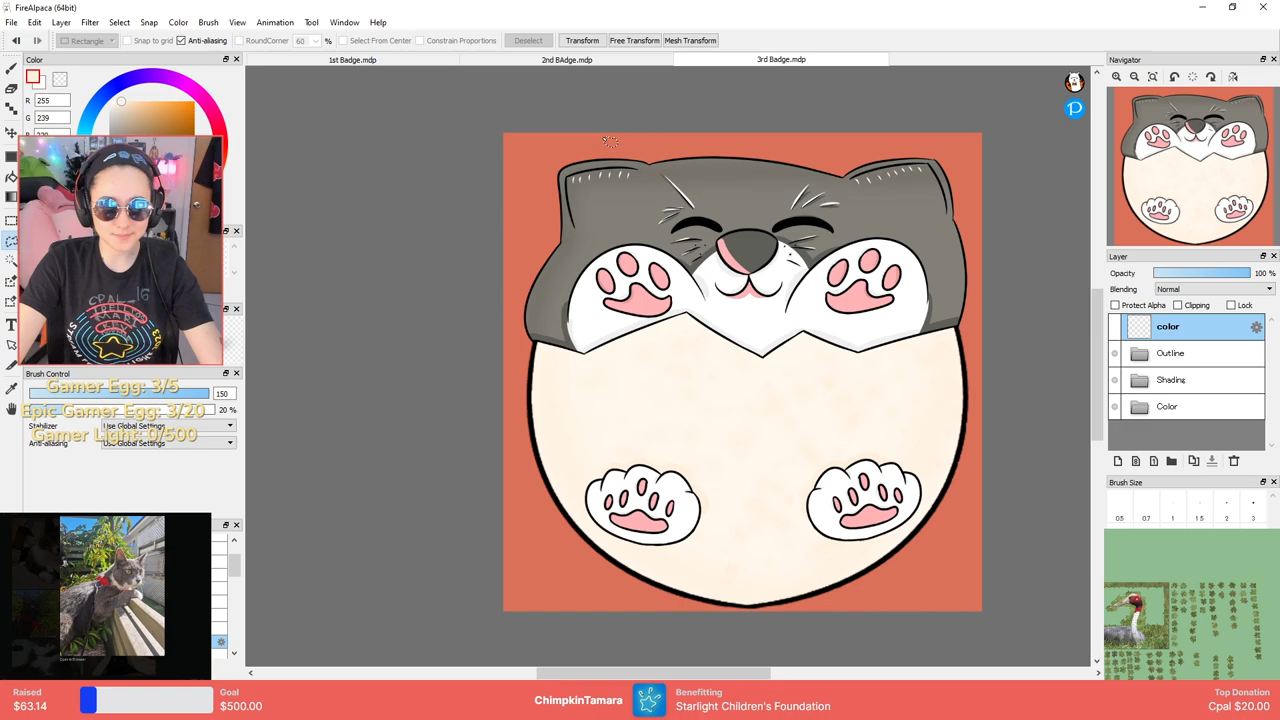 FireAlpaca (64bit)
File Edit Layer Filter Select Snap Color Brush View Animation Tool Window Help
Rectangle Snap to grid Anti-aliasing RoundCorner 60 % Select From Center Constrain Proportions Deselect Transform Free Transform Mesh Transform
Color
1st Badge.mdp 2nd BAdge.mdp 3rd Badge.mdp
Navigator
R 255
G 239
Layer
Opacity 100 %
Blending Normal
Protect Alpha Clipping Lock
color
Outline
Shading
Color
Brush Control
150
20 %
Stabilizer Use Global Settings
Anti-aliasing Use Global Settings
Gamer Egg: 3/5
Epic Gamer Egg: 3/20
Gamer Light: 0/500
Brush Size
0.5 0.7 1 1.5 2 3
Raised
$63.14
Goal
$500.00
ChimpkinTamara
Benefitting
Starlight Children's Foundation
Top Donation
Cpal $20.00